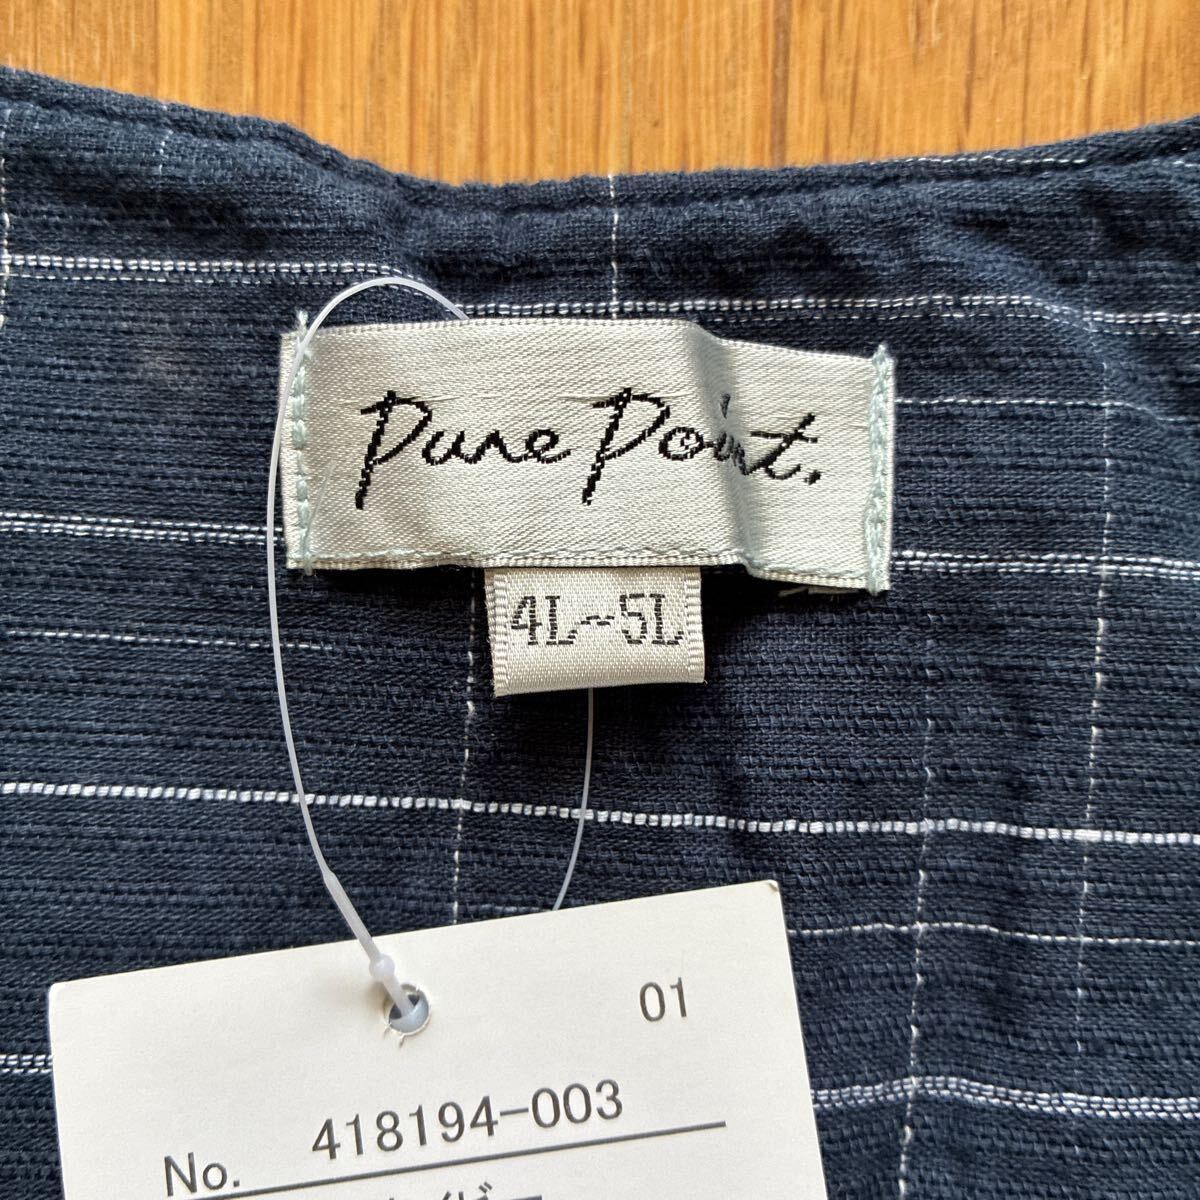 Pure Point.
4L~5L
01
No. 418194-003